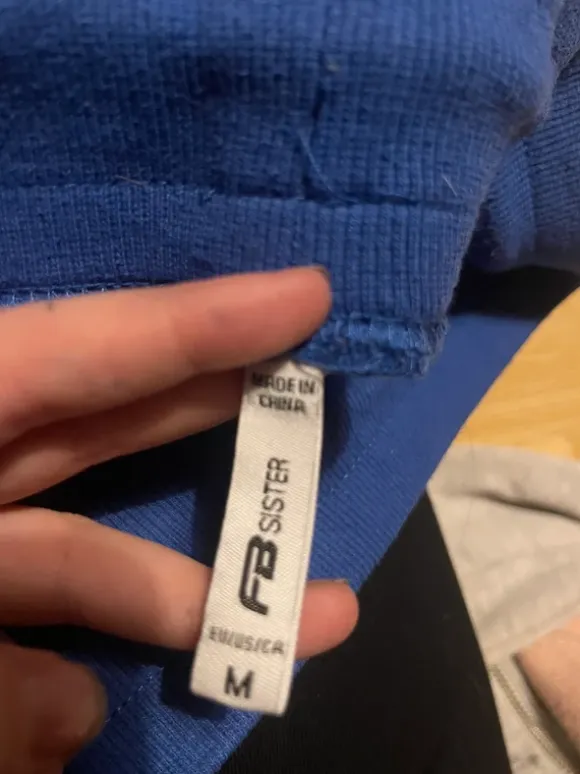 MADE IN
CHINA
FB SISTER
EU/US/CA
M